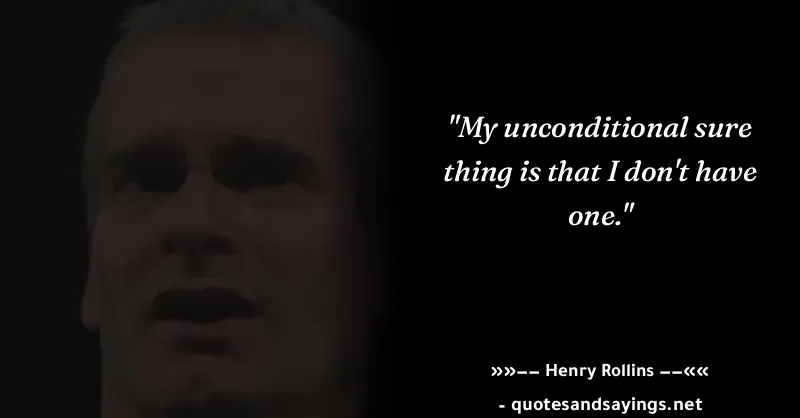 "My unconditional sure
thing is that I don't have
one."
»»−− Henry Rollins −−««
- quotesandsayings.net